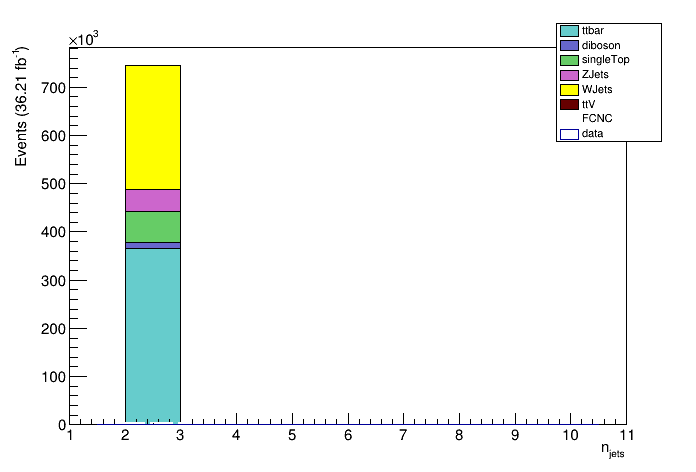 ×10³
Events (36.21 fb⁻¹)
700
600
500
400
300
200
100
0
1 2 3 4 5 6 7 8 9 10 11
n_jets
ttbar
diboson
singleTop
ZJets
WJets
ttV
FCNC
data